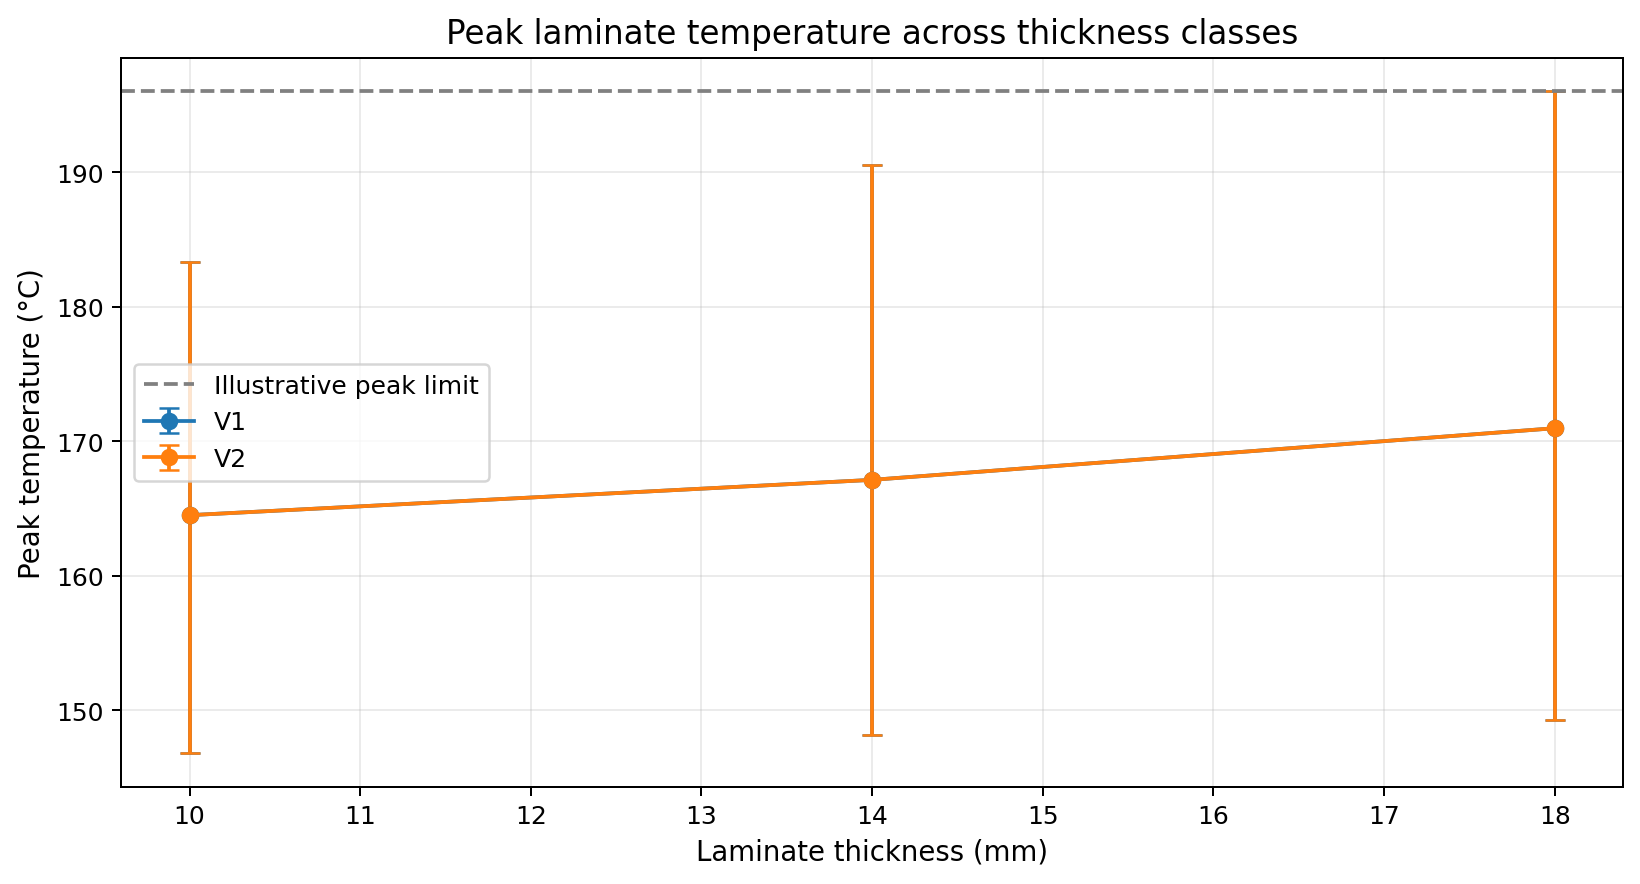 Peak laminate temperature across thickness classes
Peak temperature (°C)
190
180
170
160
150
Illustrative peak limit
V1
V2
10 11 12 13 14 15 16 17 18
Laminate thickness (mm)